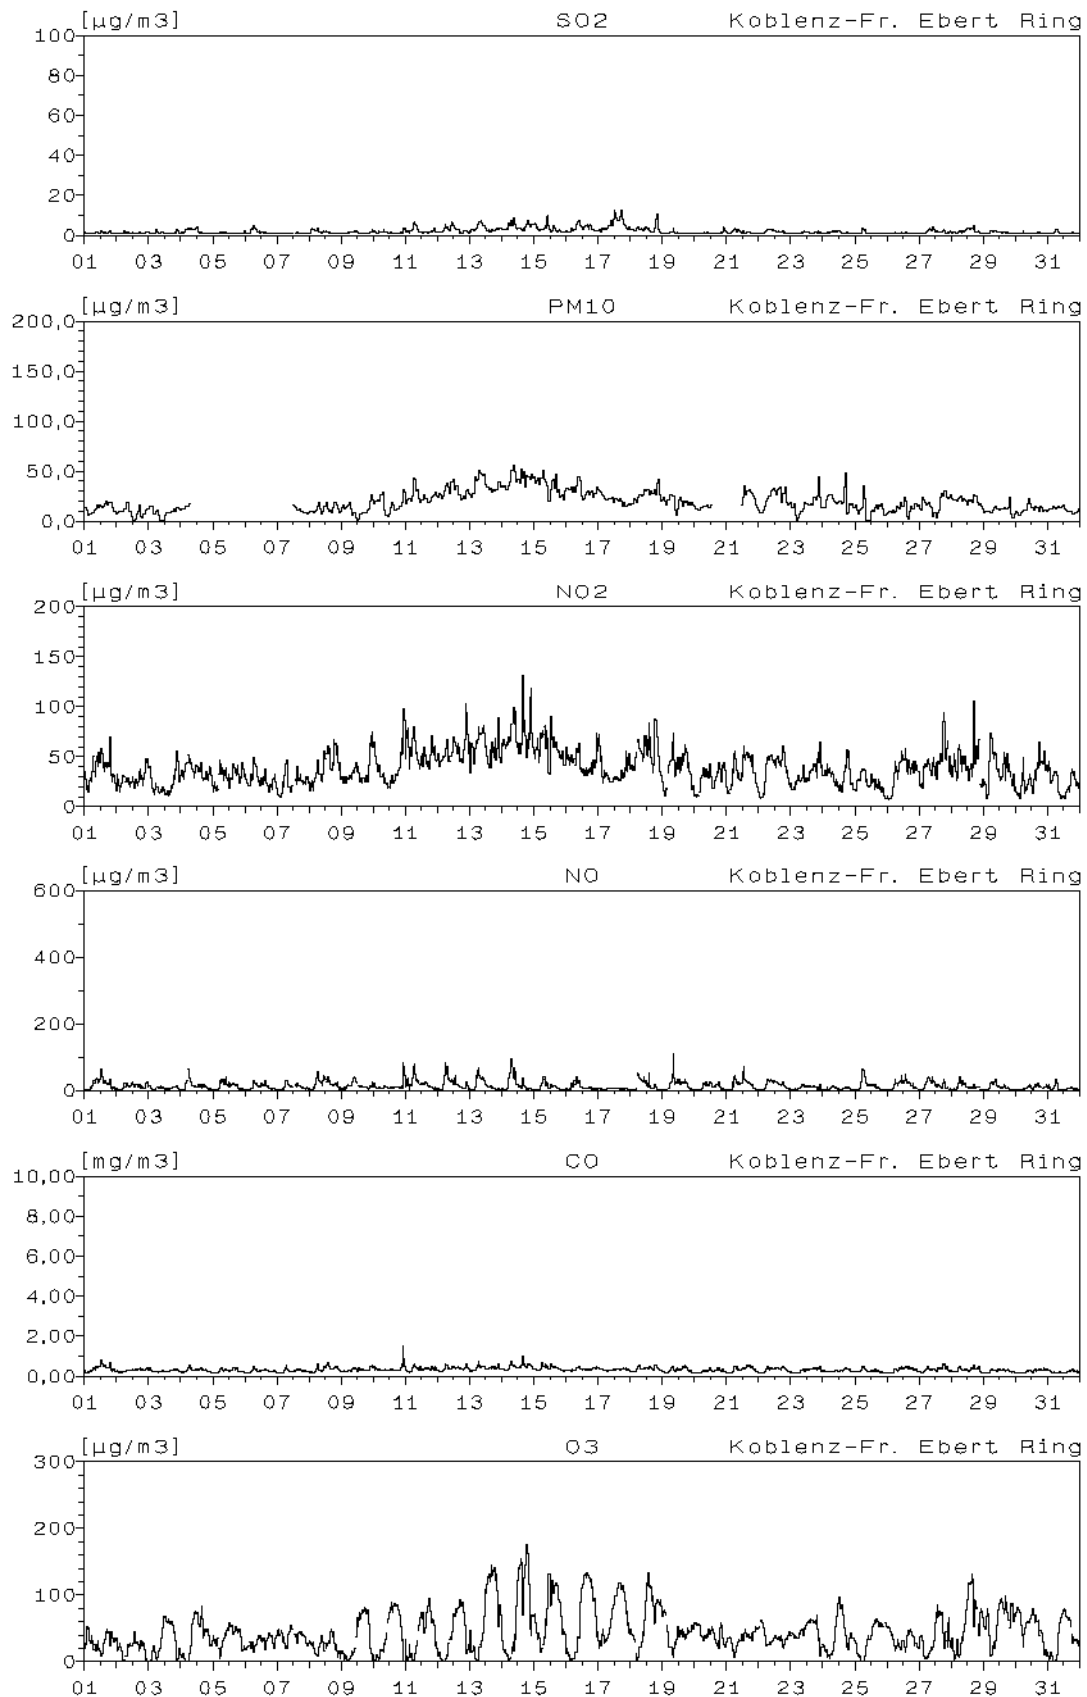 [µg/m3] SO2 Koblenz-Fr. Ebert Ring
100
80
60
40
20
0
01 03 05 07 09 11 13 15 17 19 21 23 25 27 29 31
[µg/m3] PM10 Koblenz-Fr. Ebert Ring
200,0
150,0
100,0
50,0
0,0
01 03 05 07 09 11 13 15 17 19 21 23 25 27 29 31
[µg/m3] NO2 Koblenz-Fr. Ebert Ring
200
150
100
50
0
01 03 05 07 09 11 13 15 17 19 21 23 25 27 29 31
[µg/m3] NO Koblenz-Fr. Ebert Ring
600
400
200
0
01 03 05 07 09 11 13 15 17 19 21 23 25 27 29 31
[mg/m3] CO Koblenz-Fr. Ebert Ring
10,00
8,00
6,00
4,00
2,00
0,00
01 03 05 07 09 11 13 15 17 19 21 23 25 27 29 31
[µg/m3] O3 Koblenz-Fr. Ebert Ring
300
200
100
0
01 03 05 07 09 11 13 15 17 19 21 23 25 27 29 31